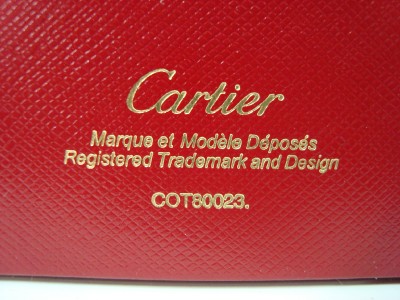 Cartier
Marque et Modèle Déposés
Registered Trademark and Design
COT80023.